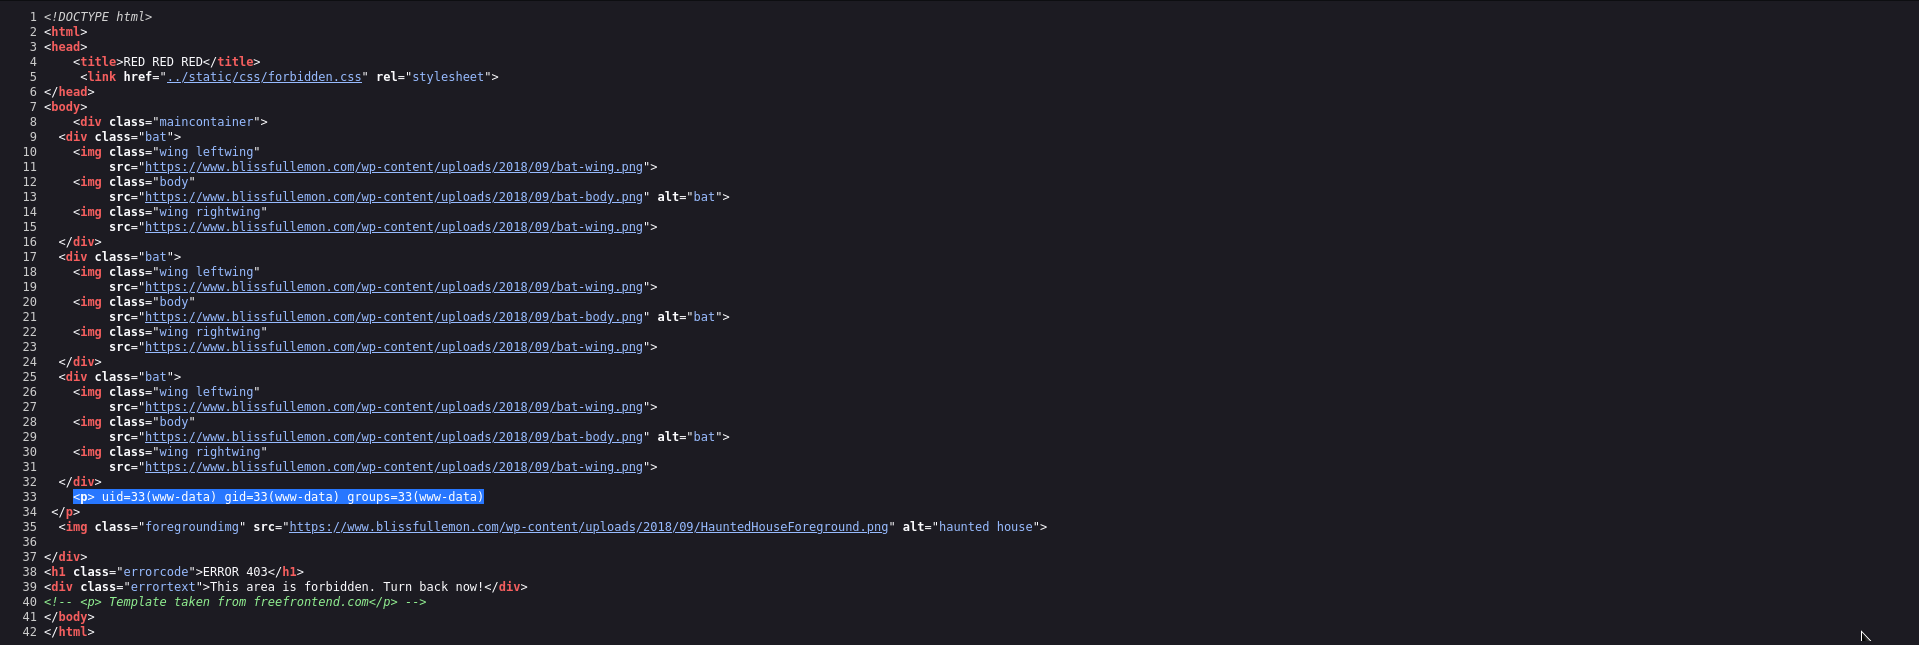 1 <!DOCTYPE html>
2 <html>
3 <head>
4     <title>RED RED RED</title>
5      <link href="../static/css/forbidden.css" rel="stylesheet">
6 </head>
7 <body>
8     <div class="maincontainer">
9   <div class="bat">
10     <img class="wing leftwing"
11          src="https://www.blissfullemon.com/wp-content/uploads/2018/09/bat-wing.png">
12     <img class="body"
13          src="https://www.blissfullemon.com/wp-content/uploads/2018/09/bat-body.png" alt="bat">
14     <img class="wing rightwing"
15          src="https://www.blissfullemon.com/wp-content/uploads/2018/09/bat-wing.png">
16   </div>
17   <div class="bat">
18     <img class="wing leftwing"
19          src="https://www.blissfullemon.com/wp-content/uploads/2018/09/bat-wing.png">
20     <img class="body"
21          src="https://www.blissfullemon.com/wp-content/uploads/2018/09/bat-body.png" alt="bat">
22     <img class="wing rightwing"
23          src="https://www.blissfullemon.com/wp-content/uploads/2018/09/bat-wing.png">
24   </div>
25   <div class="bat">
26     <img class="wing leftwing"
27          src="https://www.blissfullemon.com/wp-content/uploads/2018/09/bat-wing.png">
28     <img class="body"
29          src="https://www.blissfullemon.com/wp-content/uploads/2018/09/bat-body.png" alt="bat">
30     <img class="wing rightwing"
31          src="https://www.blissfullemon.com/wp-content/uploads/2018/09/bat-wing.png">
32   </div>
33     <p> uid=33(www-data) gid=33(www-data) groups=33(www-data)
34  </p>
35   <img class="foregroundimg" src="https://www.blissfullemon.com/wp-content/uploads/2018/09/HauntedHouseForeground.png" alt="haunted house">
36
37 </div>
38 <h1 class="errorcode">ERROR 403</h1>
39 <div class="errortext">This area is forbidden. Turn back now!</div>
40 <!-- <p> Template taken from freefrontend.com</p> -->
41 </body>
42 </html>